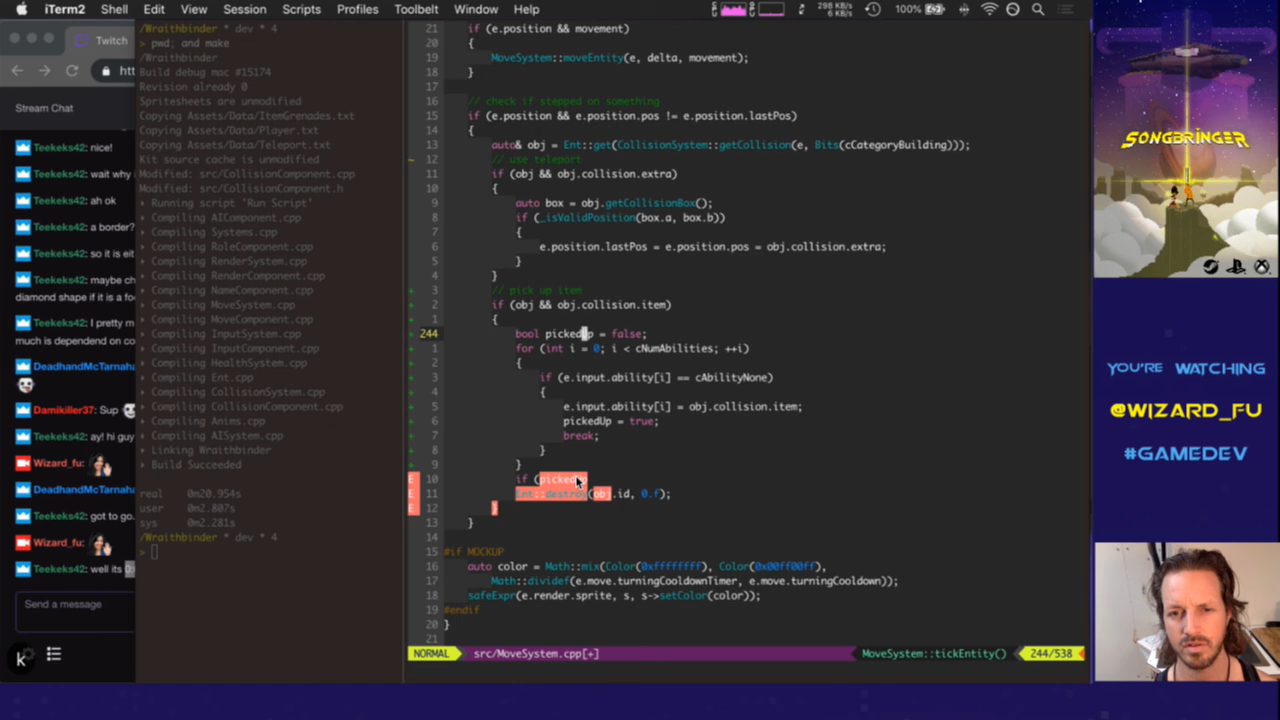 iTerm2 Shell Edit View Session Scripts Profiles Toolbelt Window Help
298 KB/s
6 KB/s
100%
Twitch
htt
Stream Chat
Teekeks42: nice!
Teekeks42: wait why
Teekeks42: ah ok
Teekeks42: a border?
Teekeks42: so it is eit
Teekeks42: maybe ch
diamond shape if it is a fo
Teekeks42: I pretty m
much is dependend on co
DeadhandMcTarnaha
Damikiller37: Sup
Teekeks42: ay! hi guy
Wizard_fu:
DeadhandMcTarnaha
Teekeks42: got to go.
Wizard_fu:
Teekeks42: well its
Send a message
/Wraithbinder * dev * 4
> pwd; and make
/Wraithbinder
Build debug mac #15174
Revision already 0
Spritesheets are unmodified
Copying Assets/Data/ItemGrenades.txt
Copying Assets/Data/Player.txt
Copying Assets/Data/Teleport.txt
Kit source cache is unmodified
Modified: src/CollisionComponent.cpp
Modified: src/CollisionComponent.h
Running script 'Run Script'
Compiling AIComponent.cpp
Compiling Systems.cpp
Compiling RoleComponent.cpp
Compiling RenderSystem.cpp
Compiling RenderComponent.cpp
Compiling NameComponent.cpp
Compiling MoveSystem.cpp
Compiling MoveComponent.cpp
Compiling InputSystem.cpp
Compiling InputComponent.cpp
Compiling HealthSystem.cpp
Compiling Ent.cpp
Compiling CollisionSystem.cpp
Compiling CollisionComponent.cpp
Compiling Anims.cpp
Compiling AISystem.cpp
Linking Wraithbinder
Build Succeeded
real 0m20.954s
user 0m2.807s
sys 0m2.281s
/Wraithbinder * dev * 4
>
21 if (e.position && movement)
20 {
19 MoveSystem::moveEntity(e, delta, movement);
18 }
17
16 // check if stepped on something
15 if (e.position && e.position.pos != e.position.lastPos)
14 {
13 auto& obj = Ent::get(CollisionSystem::getCollision(e, Bits(cCategoryBuilding)));
~ 12 // use teleport
11 if (obj && obj.collision.extra)
10 {
9 auto box = obj.getCollisionBox();
8 if (_isValidPosition(box.a, box.b))
7 {
6 e.position.lastPos = e.position.pos = obj.collision.extra;
5 }
4 }
+ 3 // pick up item
+ 2 if (obj && obj.collision.item)
+ 1 {
+ 244 bool pickedUp = false;
+ 1 for (int i = 0; i < cNumAbilities; ++i)
+ 2 {
+ 3 if (e.input.ability[i] == cAbilityNone)
+ 4 {
+ 5 e.input.ability[i] = obj.collision.item;
+ 6 pickedUp = true;
+ 7 break;
+ 8 }
+ 9 }
E 10 if (picked
E 11 Ent::destroy(obj.id, 0.f);
E 12 }
13 }
14
15 #if MOCKUP
16 auto color = Math::mix(Color(0xffffffff), Color(0x00ff00ff),
17 Math::dividef(e.move.turningCooldownTimer, e.move.turningCooldown));
18 safeExpr(e.render.sprite, s, s->setColor(color));
19 #endif
20 }
21
NORMAL src/MoveSystem.cpp[+] MoveSystem::tickEntity() 244/538
SONGBRINGER
YOU'RE WATCHING
@WIZARD_FU
#GAMEDEV